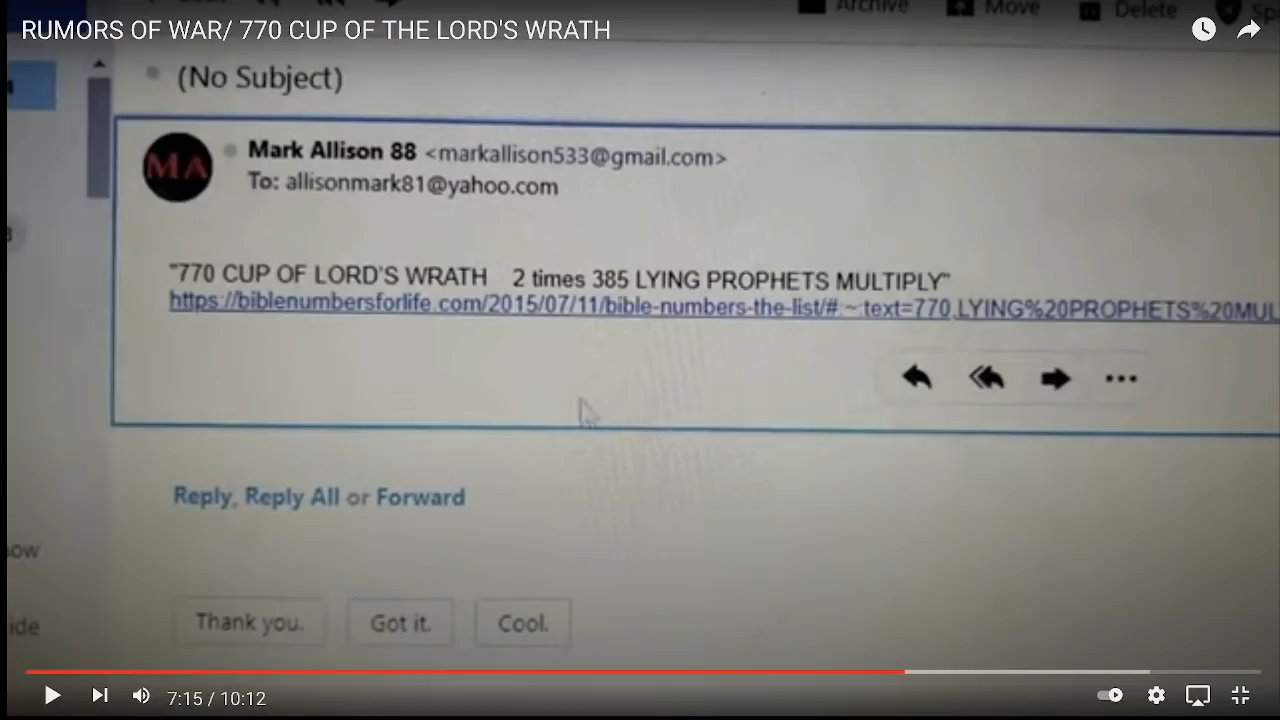 RUMORS OF WAR/ 770 CUP OF THE LORD'S WRATH
Archive Move Delete
(No Subject)
MA
Mark Allison 88 <markallison533@gmail.com>
To: allisonmark81@yahoo.com
"770 CUP OF LORD'S WRATH 2 times 385 LYING PROPHETS MULTIPLY"
https://biblenumbersforlife.com/2015/07/11/bible-numbers-the-list/#:~:text=770,LYING%20PROPHETS%20MUL
Reply, Reply All or Forward
Thank you. Got it. Cool.
7:15 / 10:12